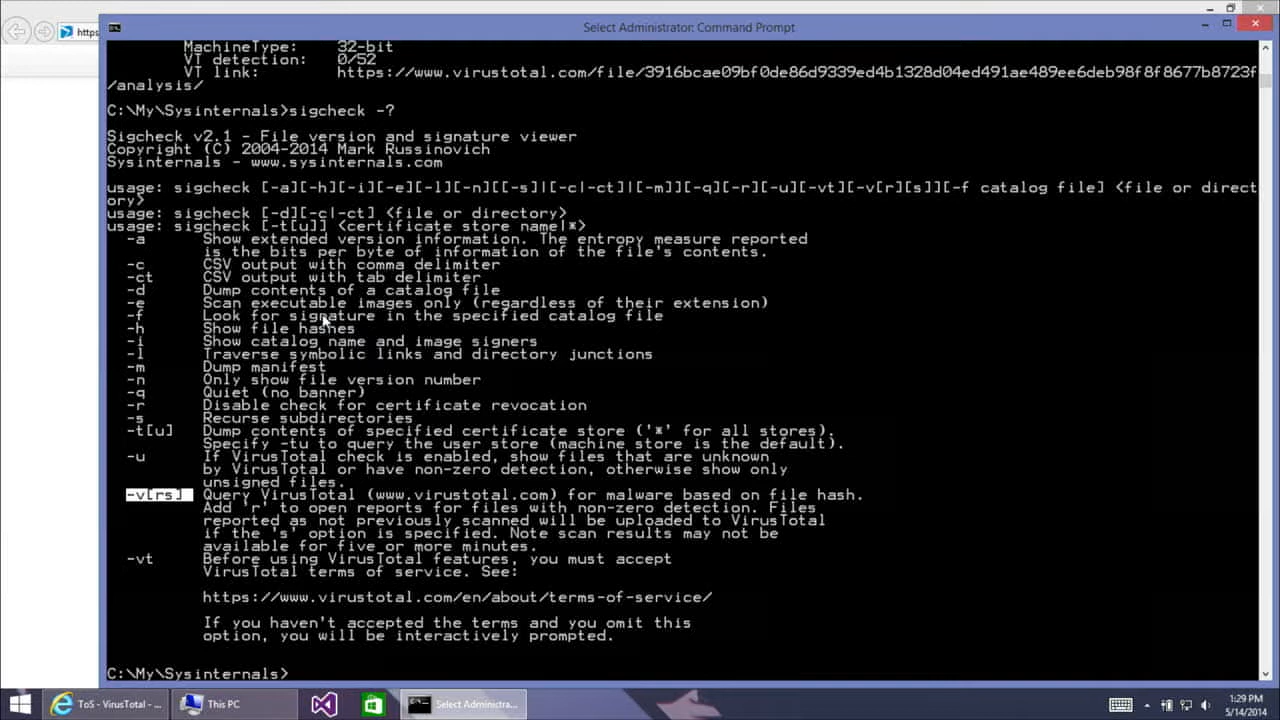 Select Administrator: Command Prompt
https
MachineType: 32-bit
VT detection: 0/52
VT link: https://www.virustotal.com/file/3916bcae09bf0de86d9339ed4b1328d04ed491ae489ee6deb98f8f8677b8723f
/analysis/
C:\My\Sysinternals>sigcheck -?
Sigcheck v2.1 - File version and signature viewer
Copyright (C) 2004-2014 Mark Russinovich
Sysinternals - www.sysinternals.com
usage: sigcheck [-a][-h][-i][-e][-l][-n][[-s]|[-c|-ct]|[-m]][-q][-r][-u][-vt][-v[r][s]][-f catalog file] <file or direct
ory>
usage: sigcheck [-d][-c|-ct] <file or directory>
usage: sigcheck [-t[u]] <certificate store name|*>
-a Show extended version information. The entropy measure reported
is the bits per byte of information of the file's contents.
-c CSV output with comma delimiter
-ct CSV output with tab delimiter
-d Dump contents of a catalog file
-e Scan executable images only (regardless of their extension)
-f Look for signature in the specified catalog file
-h Show file hashes
-i Show catalog name and image signers
-l Traverse symbolic links and directory junctions
-m Dump manifest
-n Only show file version number
-q Quiet (no banner)
-r Disable check for certificate revocation
-s Recurse subdirectories
-t[u] Dump contents of specified certificate store ('*' for all stores).
Specify -tu to query the user store (machine store is the default).
-u If VirusTotal check is enabled, show files that are unknown
by VirusTotal or have non-zero detection, otherwise show only
unsigned files.
-v[rs] Query VirusTotal (www.virustotal.com) for malware based on file hash.
Add 'r' to open reports for files with non-zero detection. Files
reported as not previously scanned will be uploaded to VirusTotal
if the 's' option is specified. Note scan results may not be
available for five or more minutes.
-vt Before using VirusTotal features, you must accept
VirusTotal terms of service. See:
https://www.virustotal.com/en/about/terms-of-service/
If you haven't accepted the terms and you omit this
option, you will be interactively prompted.
C:\My\Sysinternals>
ToS - VirusTotal - ...
This PC
Select Administra...
1:29 PM
5/14/2014